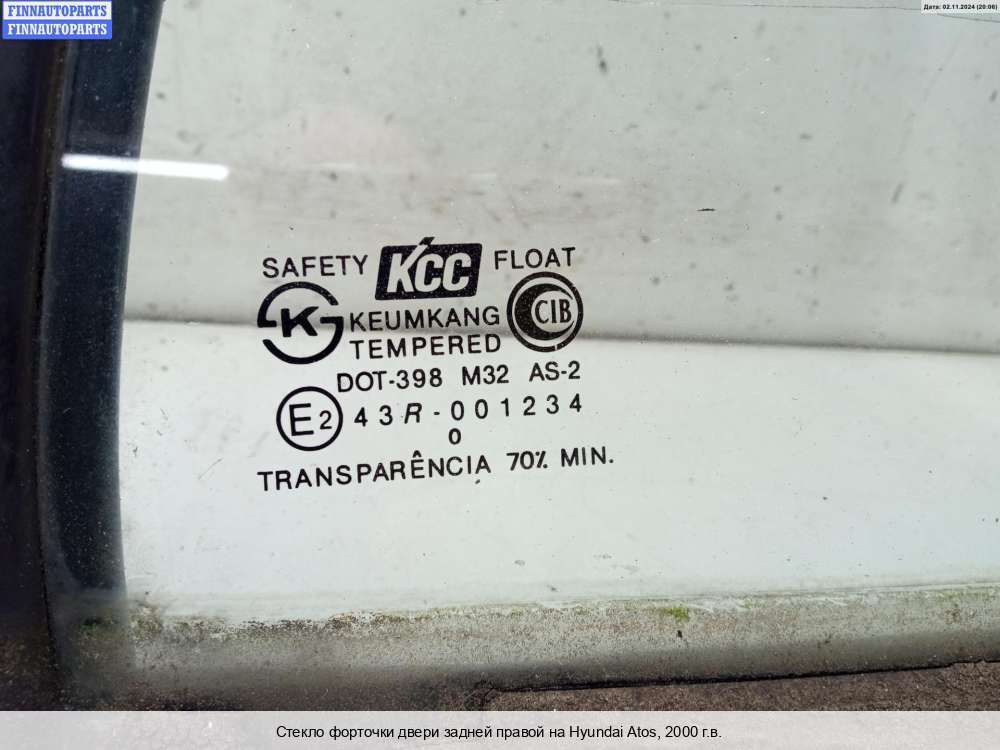 FINNAUTOPARTS
FINNAUTOPARTS
Дата: 02.11.2024 (20:06)
SAFETY KCC FLOAT
K KEUMKANG CIB
TEMPERED
DOT-398 M32 AS-2
E2 43R-001234
0
TRANSPARÊNCIA 70% MIN.
Стекло форточки двери задней правой на Hyundai Atos, 2000 г.в.